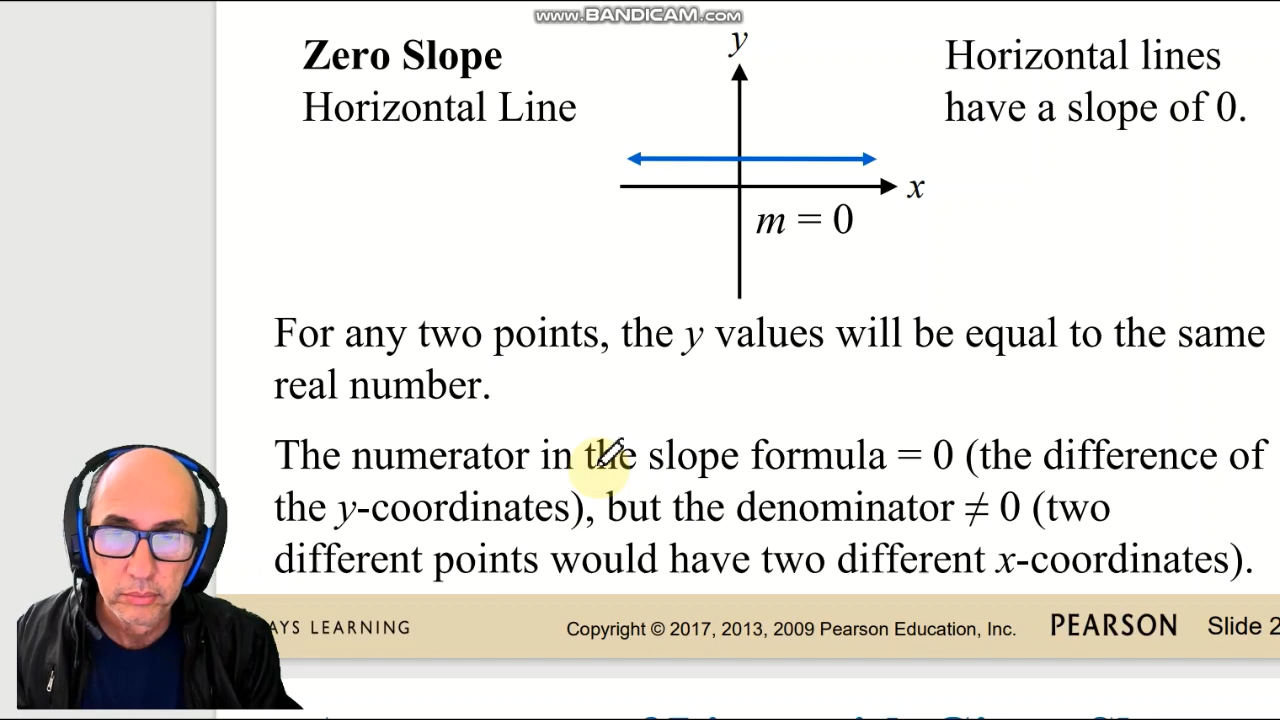 www.BANDICAM.com
Zero Slope
Horizontal Line
y
x
m = 0
Horizontal lines
have a slope of 0.
For any two points, the y values will be equal to the same
real number.
The numerator in the slope formula = 0 (the difference of
the y-coordinates), but the denominator ≠ 0 (two
different points would have two different x-coordinates).
AYS LEARNING
Copyright © 2017, 2013, 2009 Pearson Education, Inc.
PEARSON
Slide 2